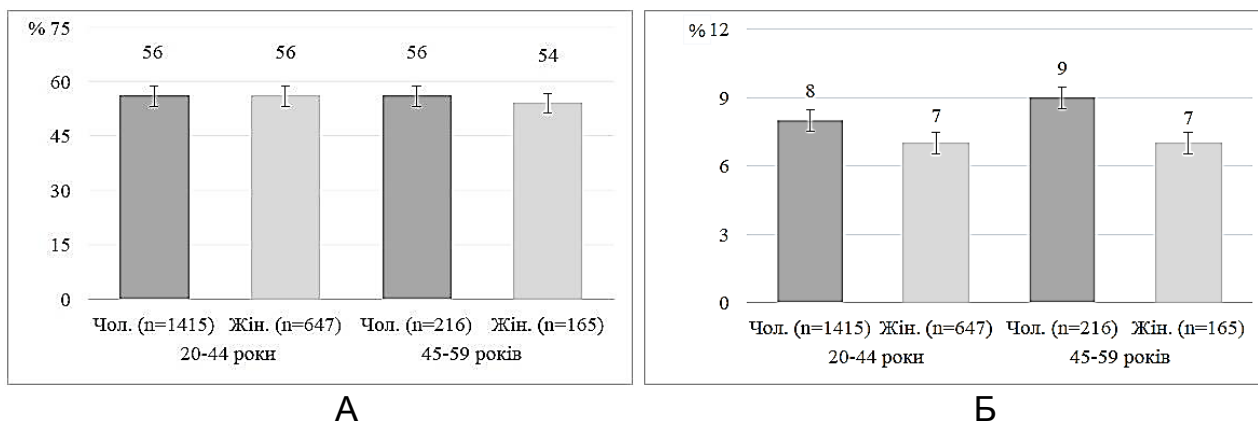 % 75
56 56 56 54
60
45
30
15
0
Чол. (n=1415) Жін. (n=647) Чол. (n=216) Жін. (n=165)
20-44 роки 45-59 років
А
% 12
9
8
7
9
7
6
3
0
Чол. (n=1415) Жін. (n=647) Чол. (n=216) Жін. (n=165)
20-44 роки 45-59 років
Б